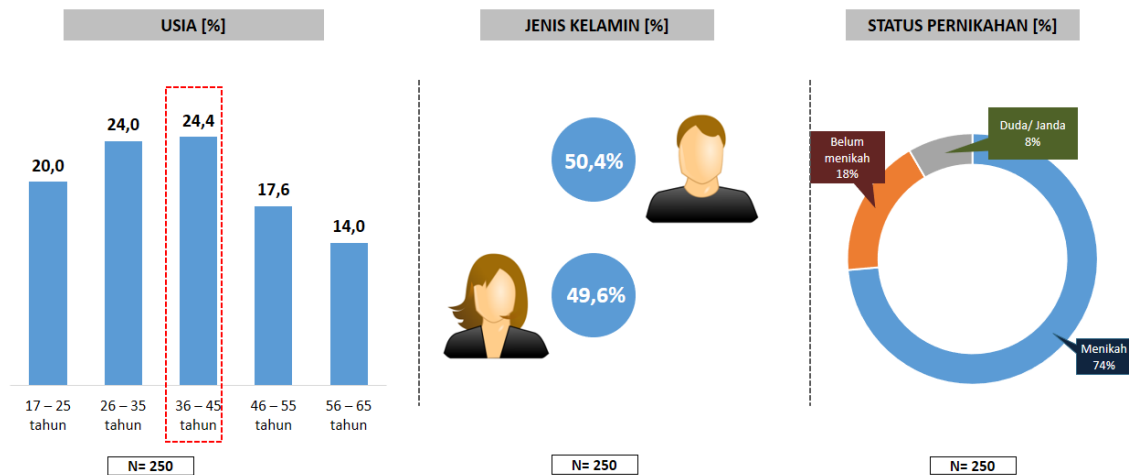 USIA [%]
20,0
24,0
24,4
17,6
14,0
17 – 25
tahun
26 – 35
tahun
36 – 45
tahun
46 – 55
tahun
56 – 65
tahun
N= 250
JENIS KELAMIN [%]
50,4%
49,6%
N= 250
STATUS PERNIKAHAN [%]
Belum
menikah
18%
Duda/ Janda
8%
Menikah
74%
N= 250